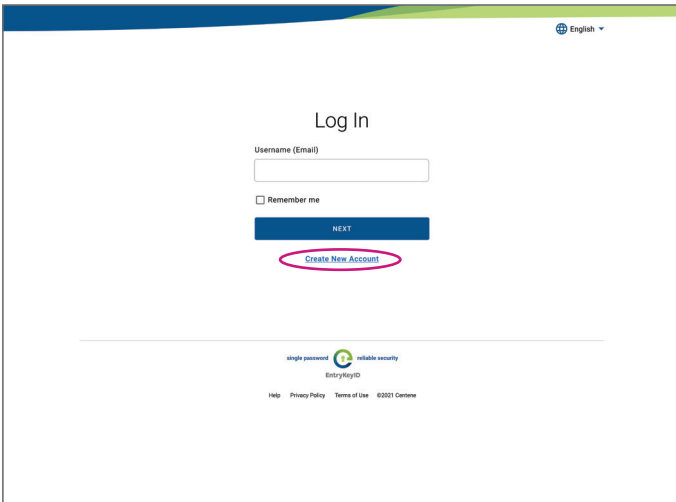 English
Log In
Username (Email)
Remember me
NEXT
Create New Account
single password reliable security
EntryKeyID
Help Privacy Policy Terms of Use ©2021 Centene